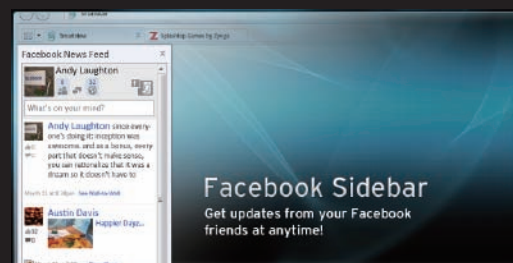 Splashtop Games by Zynga
Facebook News Feed
Andy Laughton
What's on your mind?
Andy Laughton since every-
one's doing it: inception was
awesome. and as a bonus, every
part that doesn't make sense,
you can rationalize that it was a
dream so it doesn't have to
See Wall-to-Wall
Austin Davis
Happier Days...
Facebook Sidebar
Get updates from your Facebook
friends at anytime!